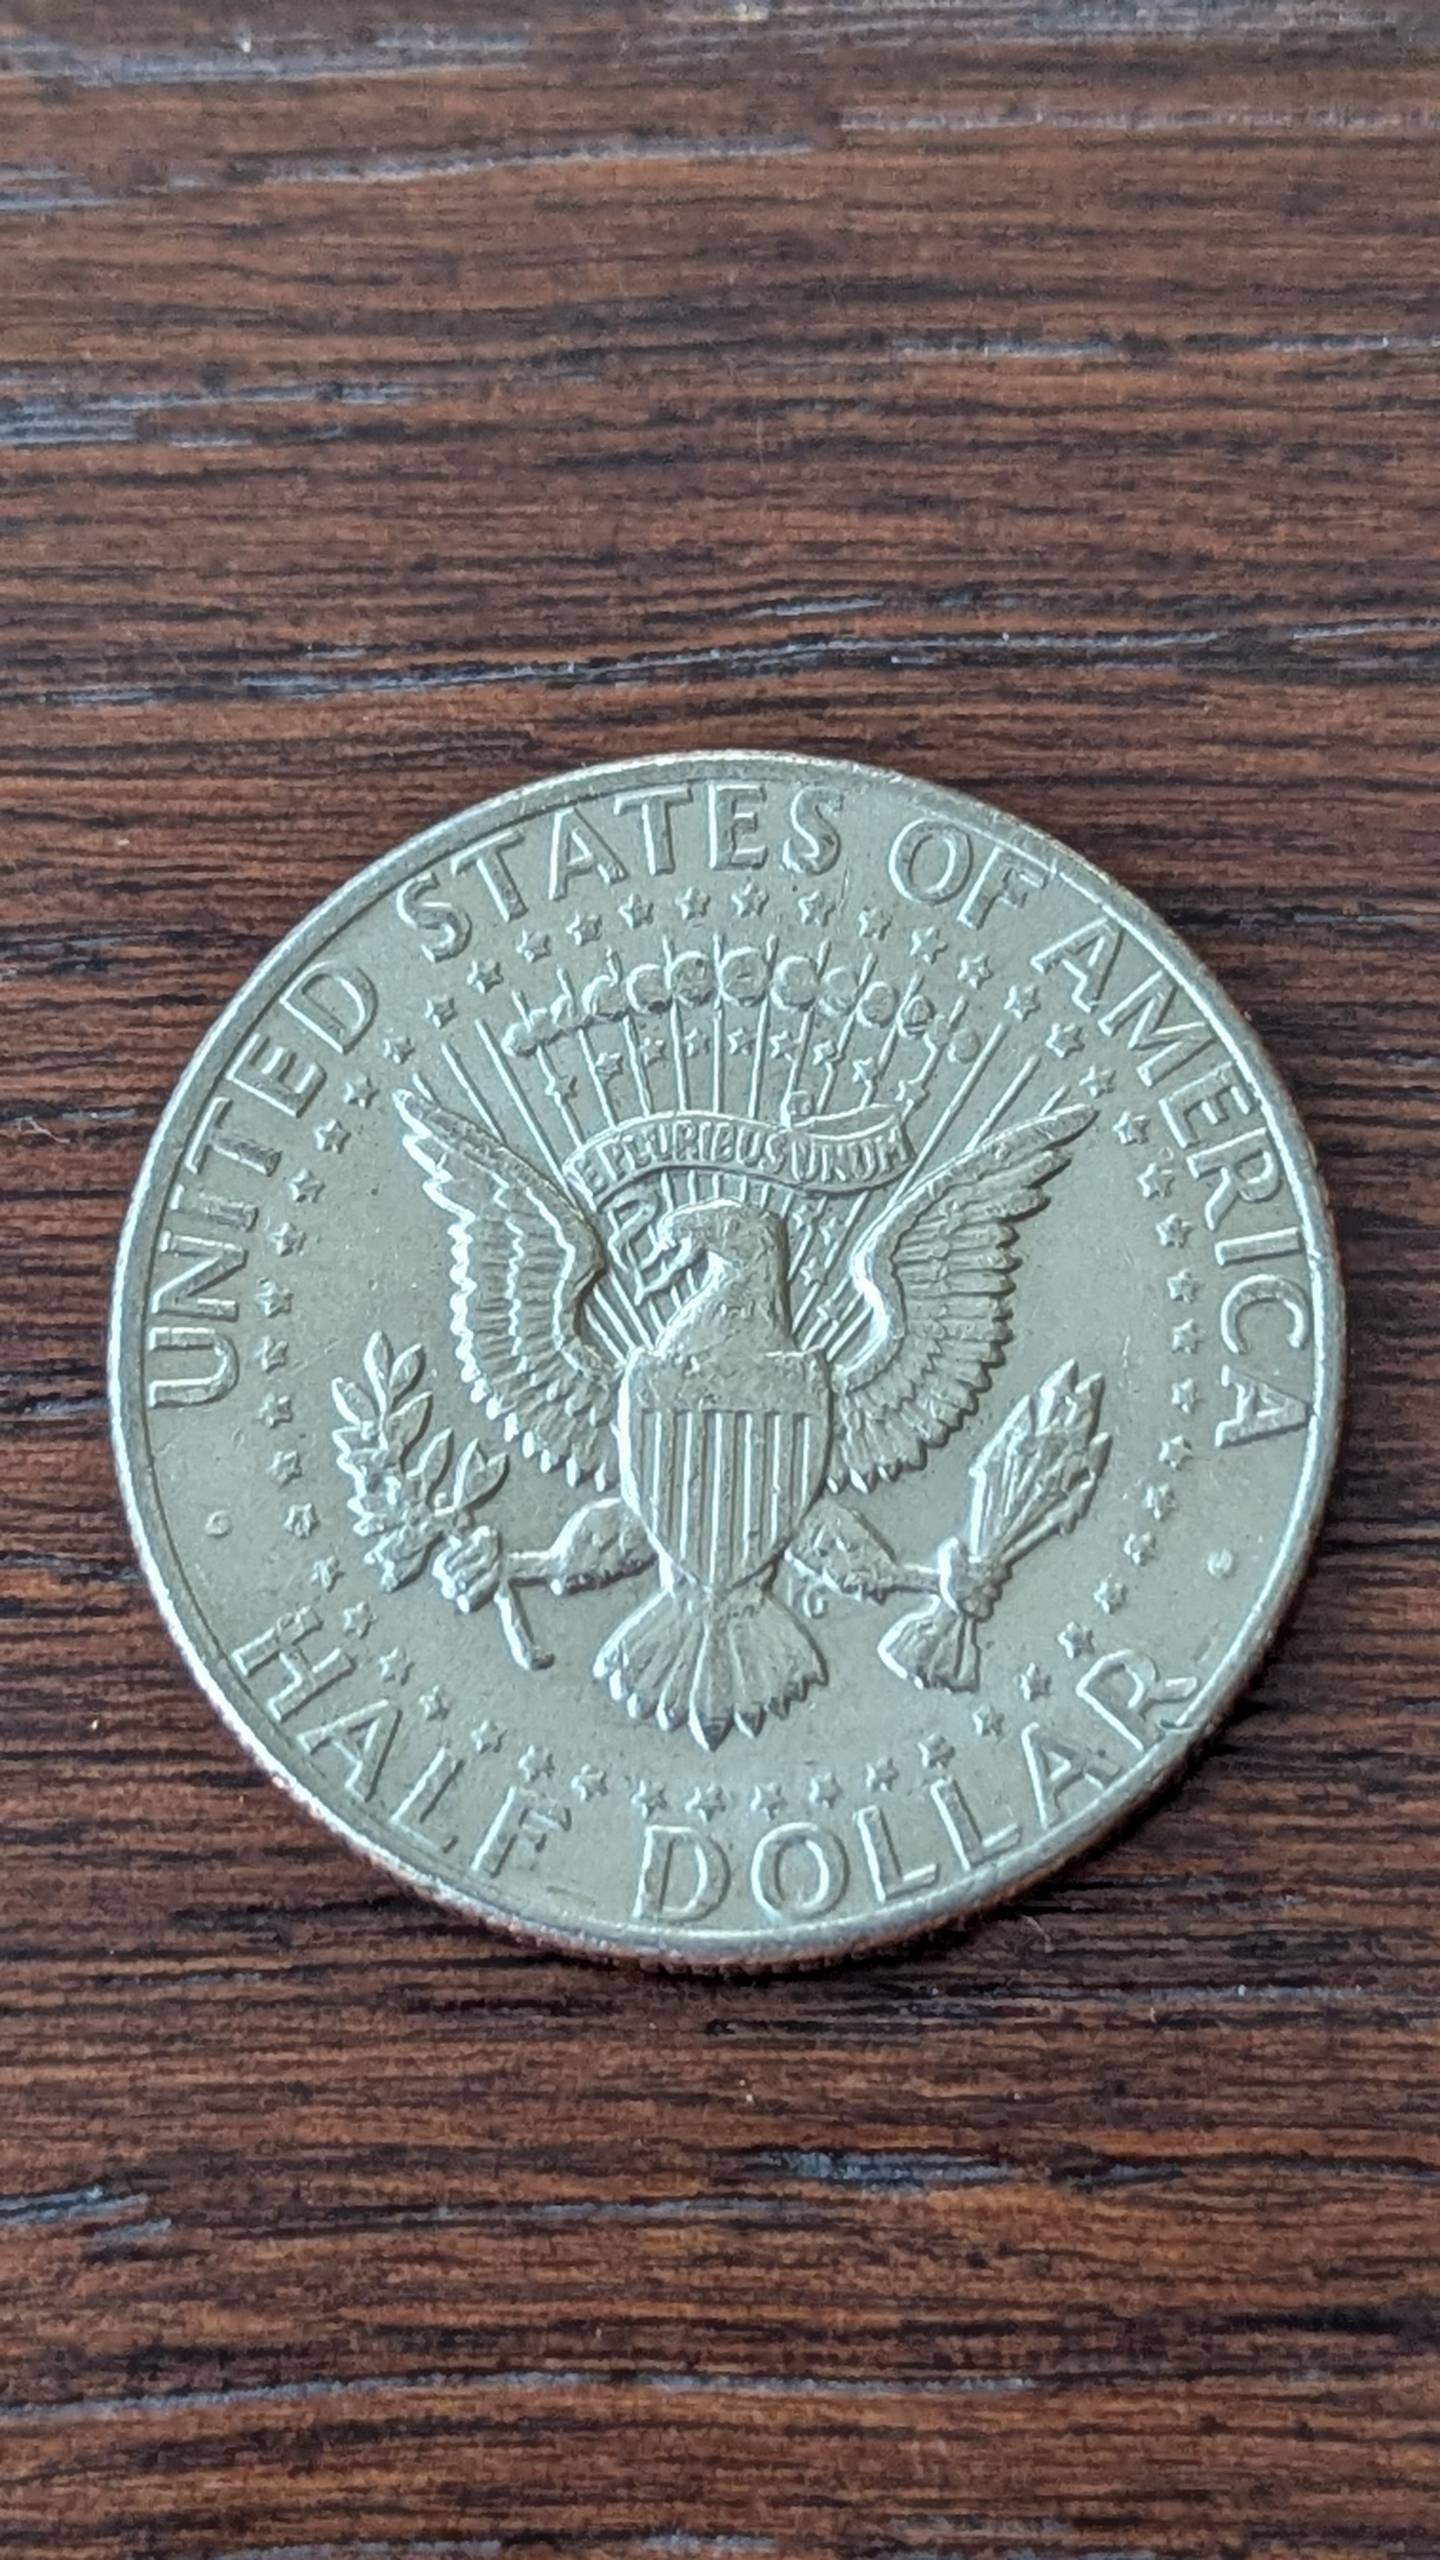 UNITED STATES OF AMERICA
E PLURIBUS UNUM
HALF DOLLAR